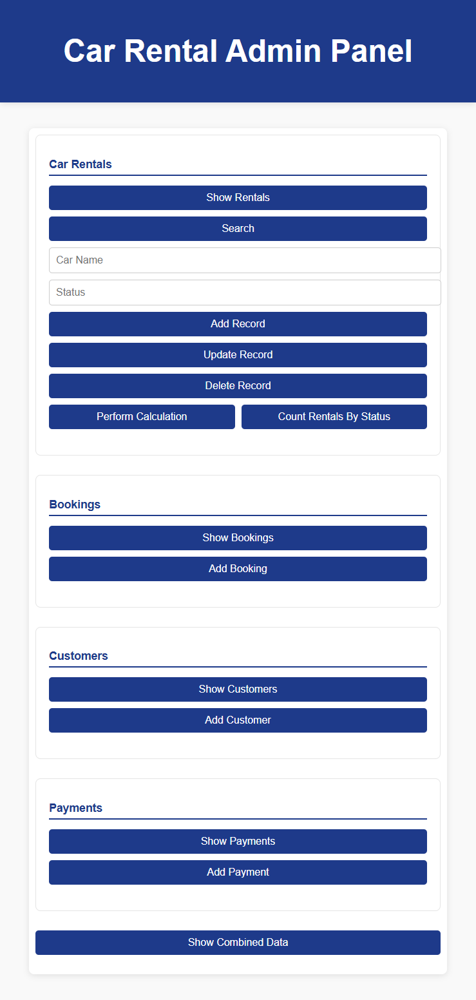 Car Rental Admin Panel
Car Rentals
Show Rentals
Search
Car Name
Status
Add Record
Update Record
Delete Record
Perform Calculation
Count Rentals By Status
Bookings
Show Bookings
Add Booking
Customers
Show Customers
Add Customer
Payments
Show Payments
Add Payment
Show Combined Data